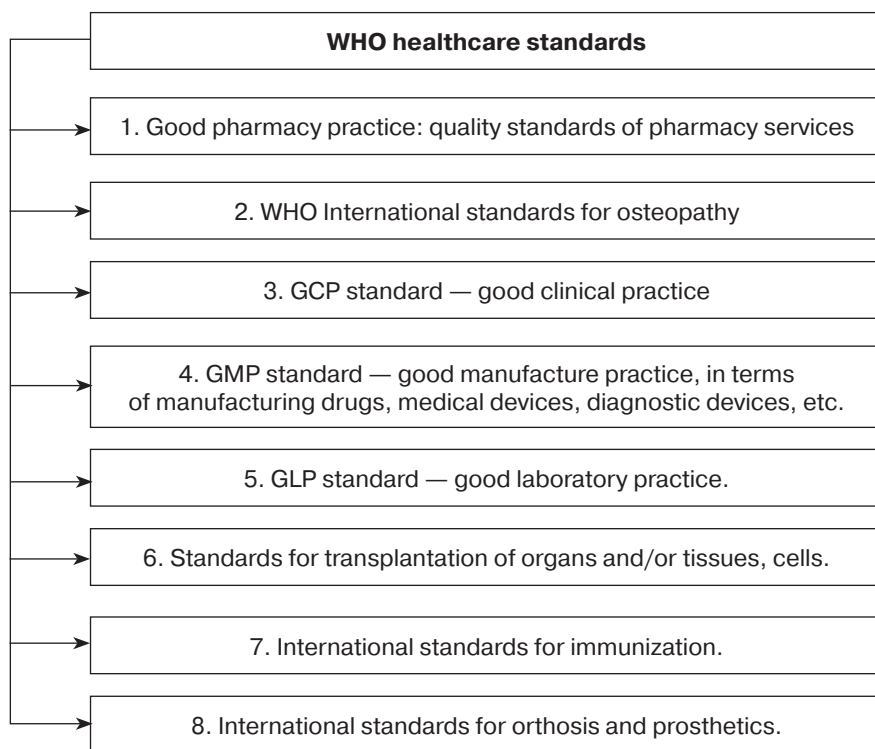 WHO healthcare standards
1. Good pharmacy practice: quality standards of pharmacy services
2. WHO International standards for osteopathy
3. GCP standard — good clinical practice
4. GMP standard — good manufacture practice, in terms
of manufacturing drugs, medical devices, diagnostic devices, etc.
5. GLP standard — good laboratory practice.
6. Standards for transplantation of organs and/or tissues, cells.
7. International standards for immunization.
8. International standards for orthosis and prosthetics.